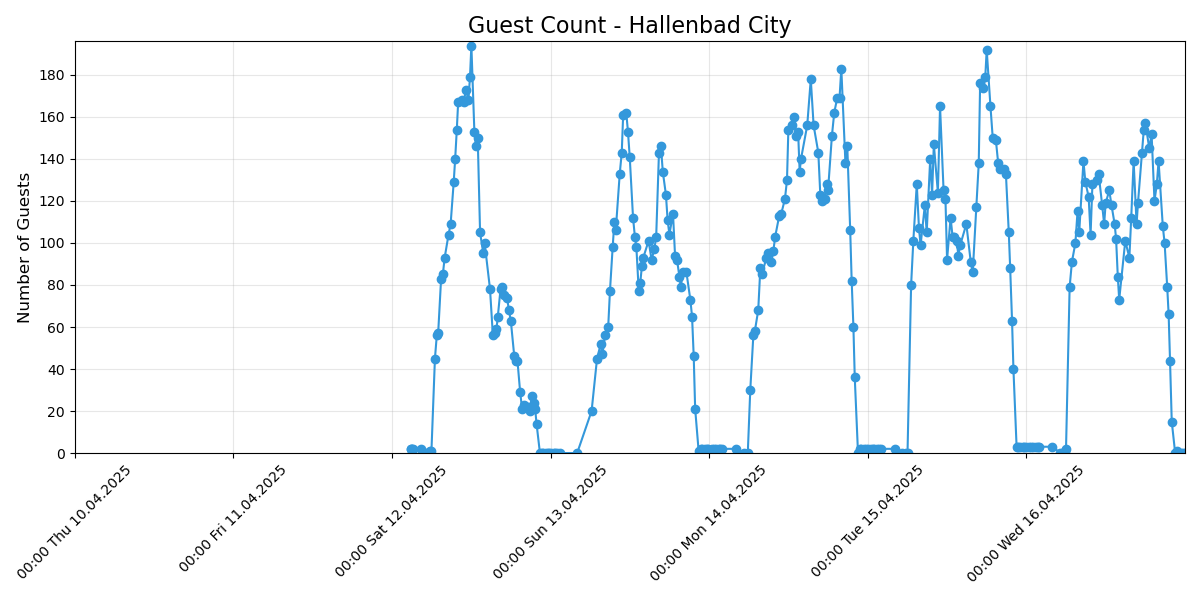 Guest Count - Hallenbad City
Number of Guests
180
160
140
120
100
80
60
40
20
0
00:00 Thu 10.04.2025
00:00 Fri 11.04.2025
00:00 Sat 12.04.2025
00:00 Sun 13.04.2025
00:00 Mon 14.04.2025
00:00 Tue 15.04.2025
00:00 Wed 16.04.2025